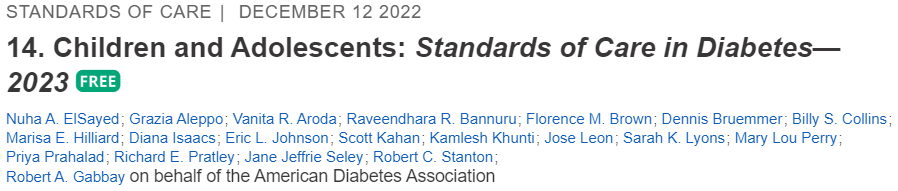 STANDARDS OF CARE | DECEMBER 12 2022
14. Children and Adolescents: Standards of Care in Diabetes—
2023 FREE
Nuha A. ElSayed; Grazia Aleppo; Vanita R. Aroda; Raveendhara R. Bannuru; Florence M. Brown; Dennis Bruemmer; Billy S. Collins;
Marisa E. Hilliard; Diana Isaacs; Eric L. Johnson; Scott Kahan; Kamlesh Khunti; Jose Leon; Sarah K. Lyons; Mary Lou Perry;
Priya Prahalad; Richard E. Pratley; Jane Jeffrie Seley; Robert C. Stanton;
Robert A. Gabbay on behalf of the American Diabetes Association